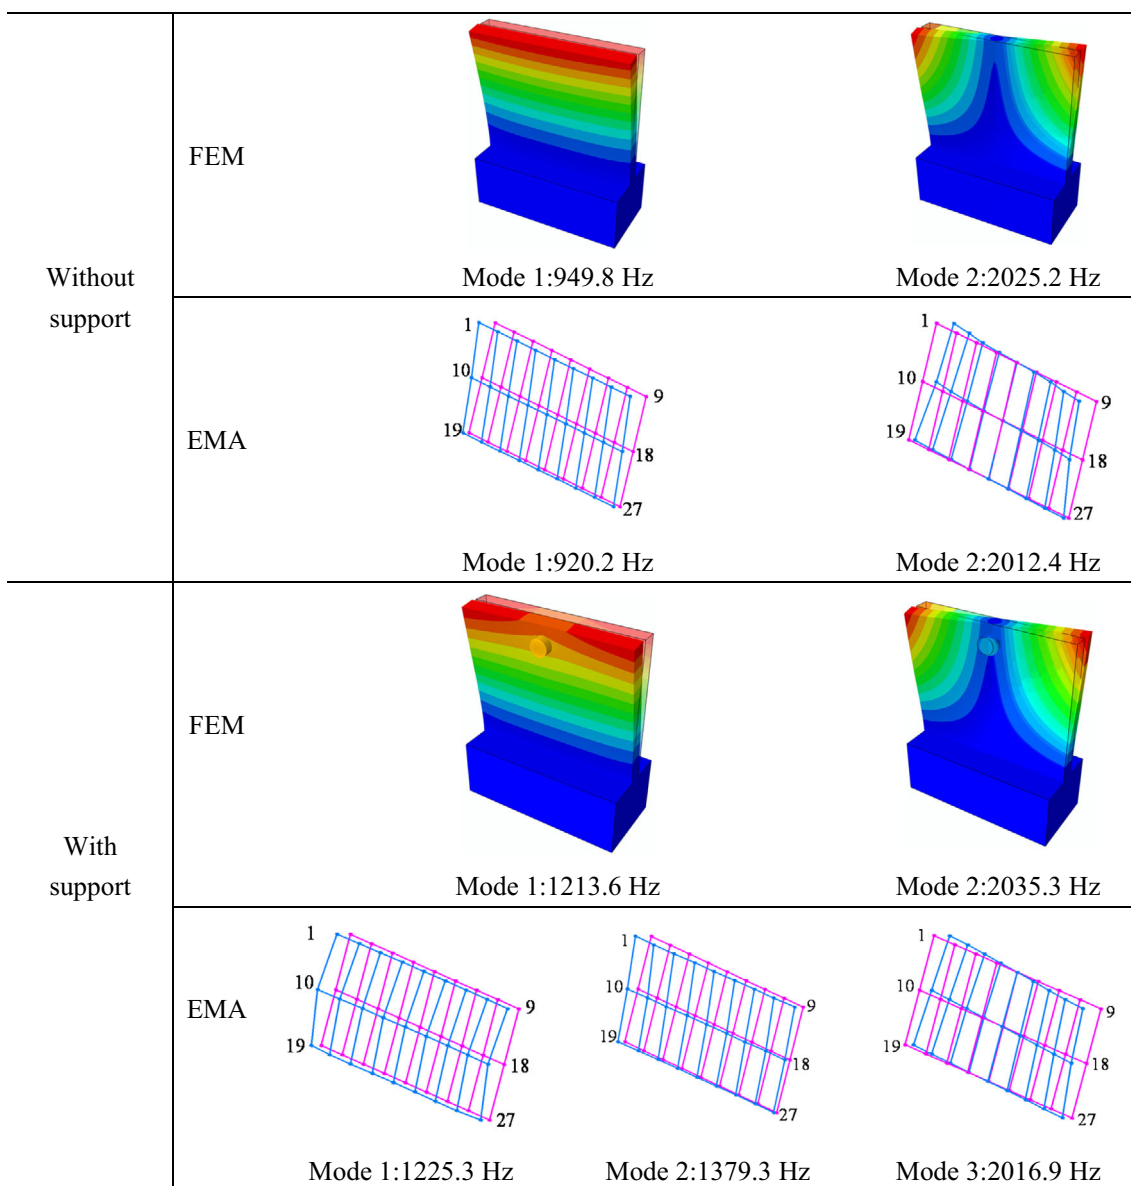 FEM
Mode 1:949.8 Hz
Mode 2:2025.2 Hz
Without
support
1
10
19
9
18
27
1
10
19
9
18
27
EMA
Mode 1:920.2 Hz
Mode 2:2012.4 Hz
FEM
Mode 1:1213.6 Hz
Mode 2:2035.3 Hz
With
support
1
10
19
9
18
27
1
10
19
9
18
27
1
10
19
9
18
27
EMA
Mode 1:1225.3 Hz
Mode 2:1379.3 Hz
Mode 3:2016.9 Hz